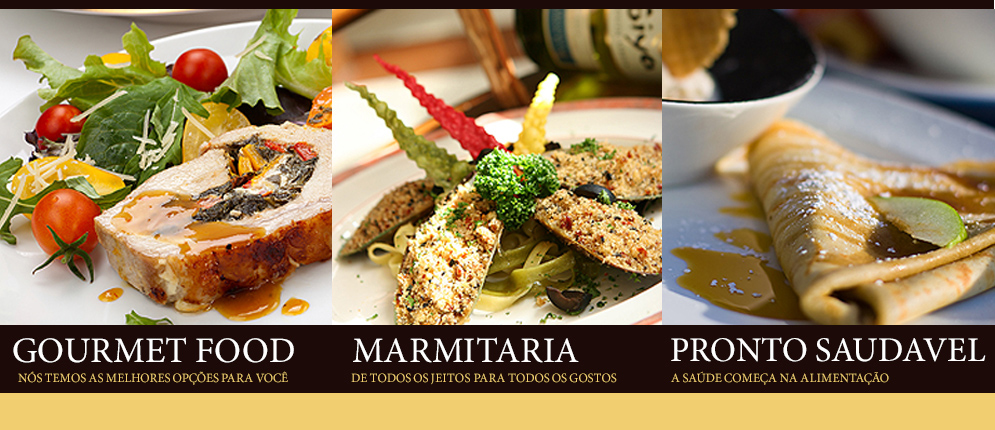 Siyo
GOURMET FOOD
NÓS TEMOS AS MELHORES OPÇÕES PARA VOCÊ
MARMITARIA
DE TODOS OS JEITOS PARA TODOS OS GOSTOS
PRONTO SAUDAVEL
A SAÚDE COMEÇA NA ALIMENTAÇÃO